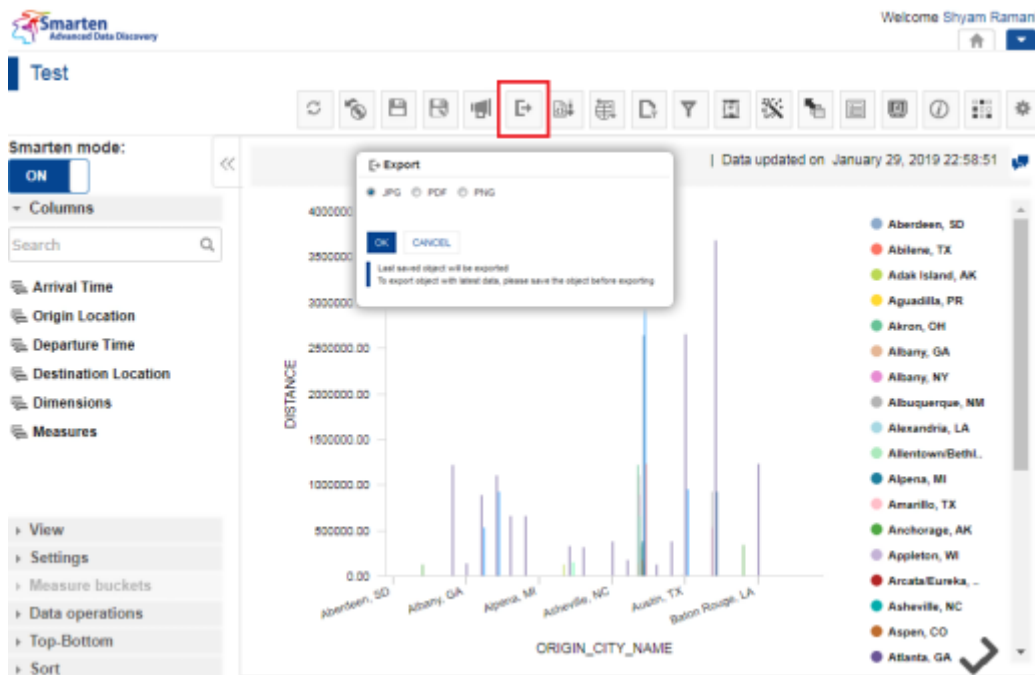 Smarten
Advanced Data Discovery
Welcome Shyam Raman
Test
Smarten mode:
ON
Columns
Search
Arrival Time
Origin Location
Departure Time
Destination Location
Dimensions
Measures
View
Settings
Measure buckets
Data operations
Top-Bottom
Sort
| Data updated on January 29, 2019 22:58:51
Export
JPG PDF PNG
OK CANCEL
Last saved object will be exported
To export object with latest data, please save the object before exporting
DISTANCE
4000000
3500000
3000000
2500000.00
2000000.00
1500000.00
1000000.00
500000.00
0.00
Aberdeen, SD
Albany, GA
Alpena, MI
Asheville, NC
Austin, TX
Baton Rouge, LA
ORIGIN_CITY_NAME
Aberdeen, SD
Abilene, TX
Adak Island, AK
Aguadilla, PR
Akron, OH
Albany, GA
Albany, NY
Albuquerque, NM
Alexandria, LA
Allentown/Bethl..
Alpena, MI
Amarillo, TX
Anchorage, AK
Appleton, WI
Arcata/Eureka, ..
Asheville, NC
Aspen, CO
Atlanta, GA